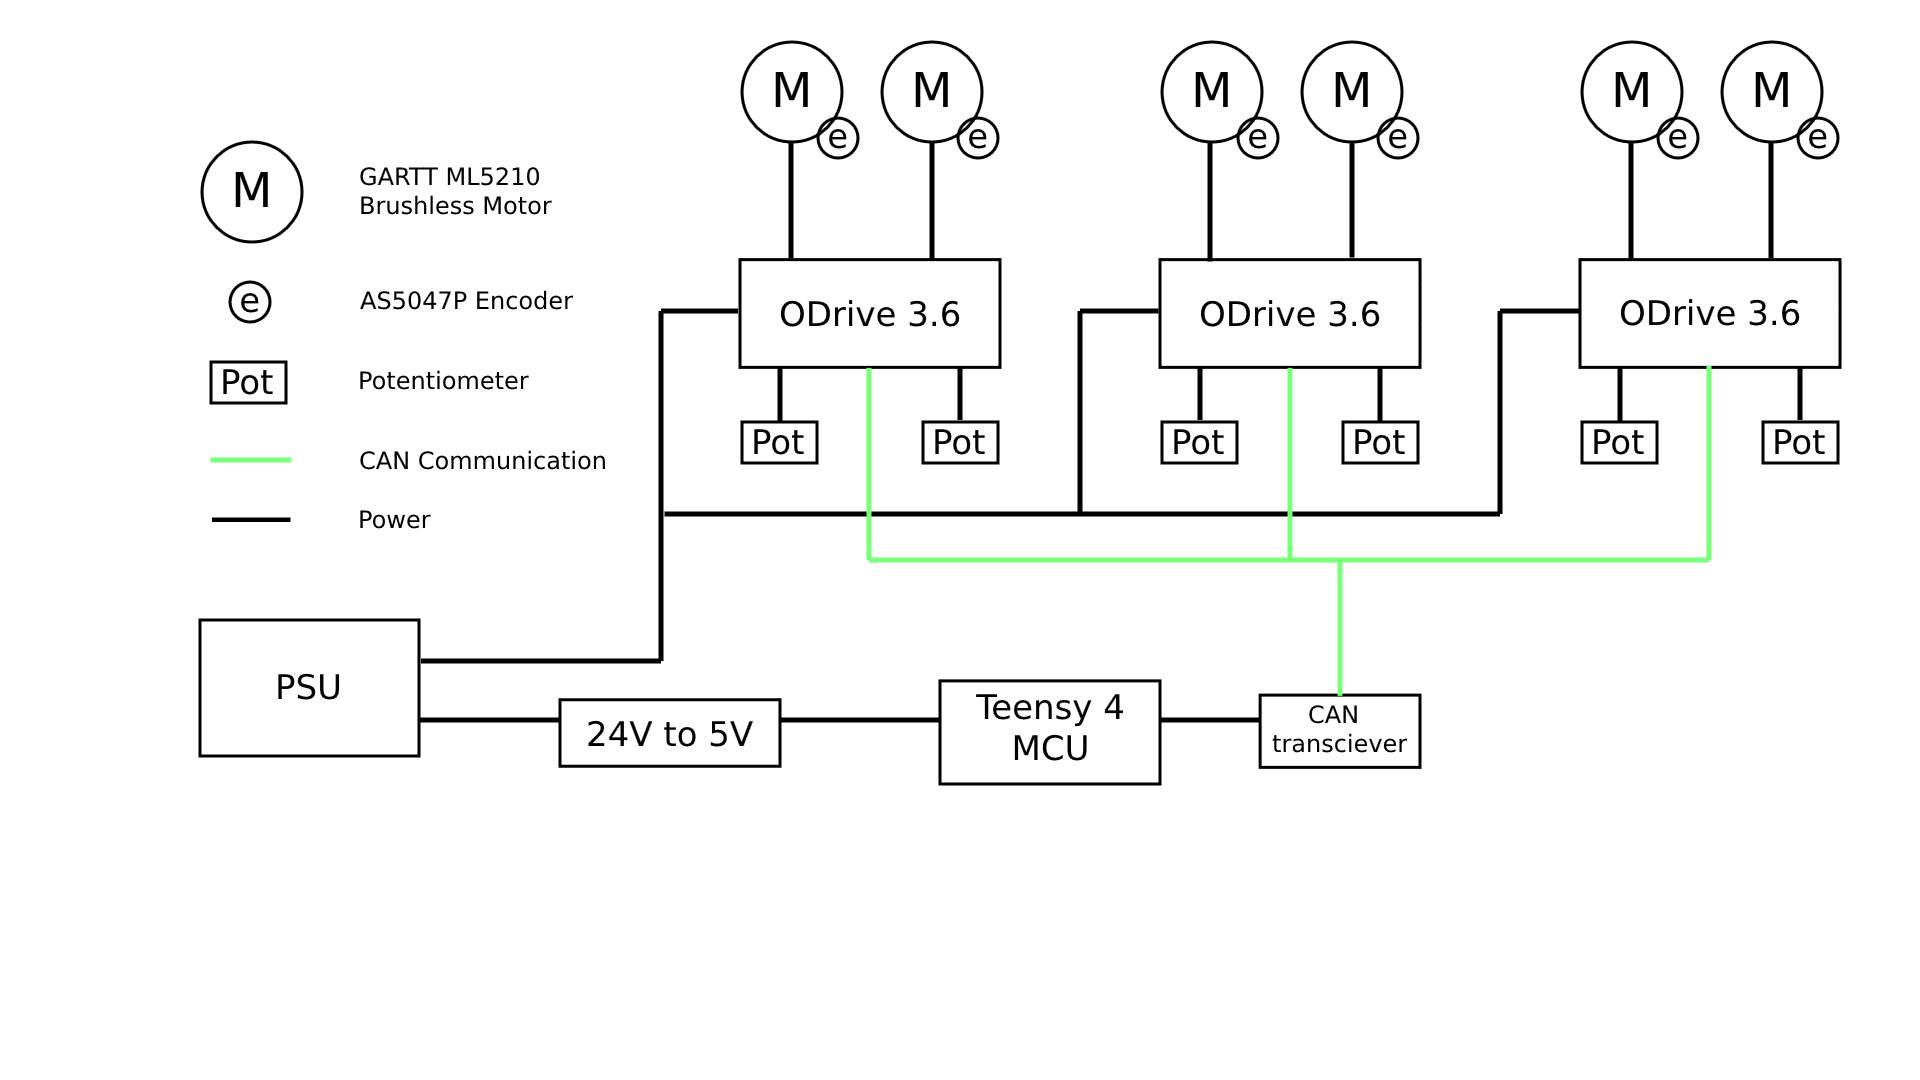 M
M
M
M
M
M
e
e
e
e
e
e
M
GARTT ML5210
Brushless Motor
e
AS5047P Encoder
ODrive 3.6
ODrive 3.6
ODrive 3.6
Pot
Potentiometer
Pot
Pot
Pot
Pot
Pot
Pot
CAN Communication
Power
PSU
24V to 5V
Teensy 4
MCU
CAN
transciever